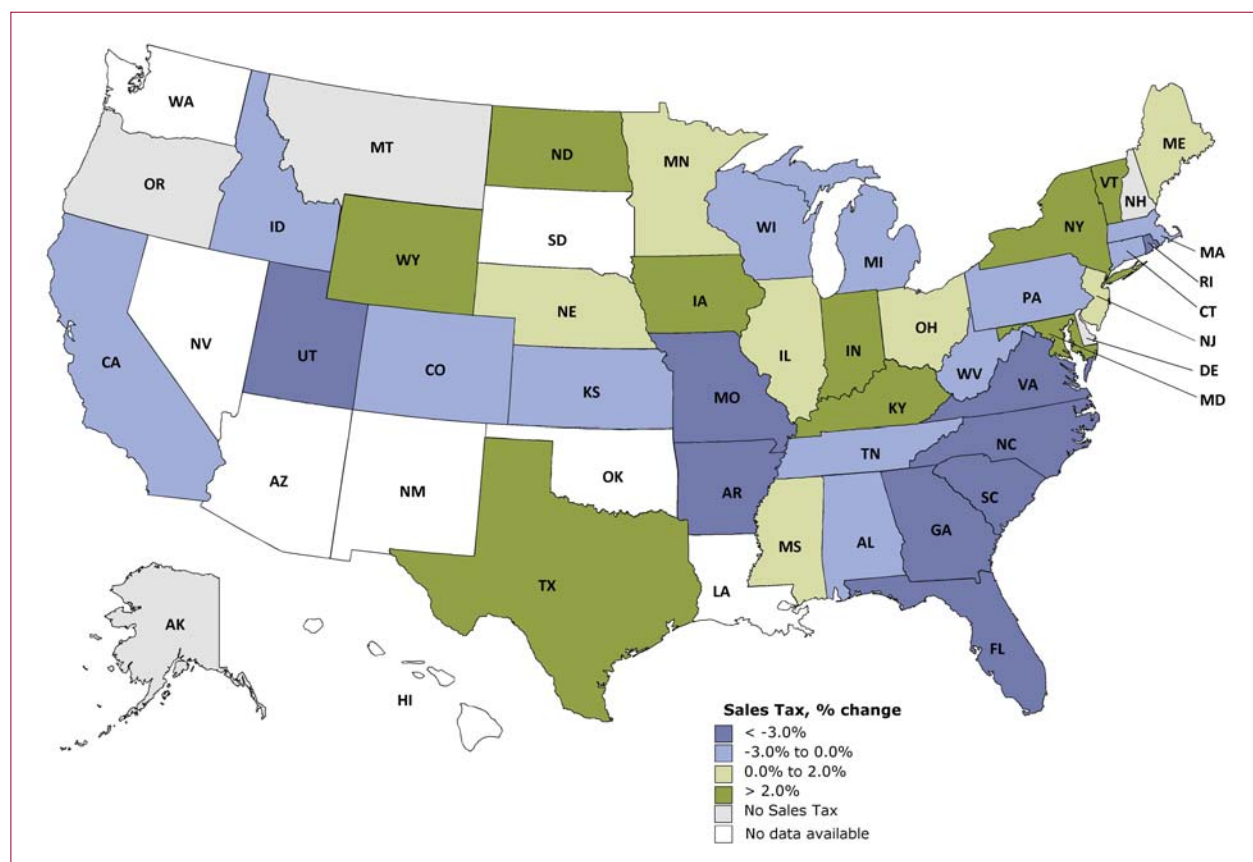 WA
MT
ND
MN
ME
OR
ID
WY
SD
WI
MI
NY
VT
NH
MA
RI
CT
NJ
DE
MD
NE
IA
PA
CA
NV
UT
CO
KS
MO
IL
IN
OH
WV
VA
KY
AZ
NM
OK
AR
TN
NC
SC
MS
AL
GA
TX
LA
FL
AK
HI
Sales Tax, % change
< -3.0%
-3.0% to 0.0%
0.0% to 2.0%
> 2.0%
No Sales Tax
No data available